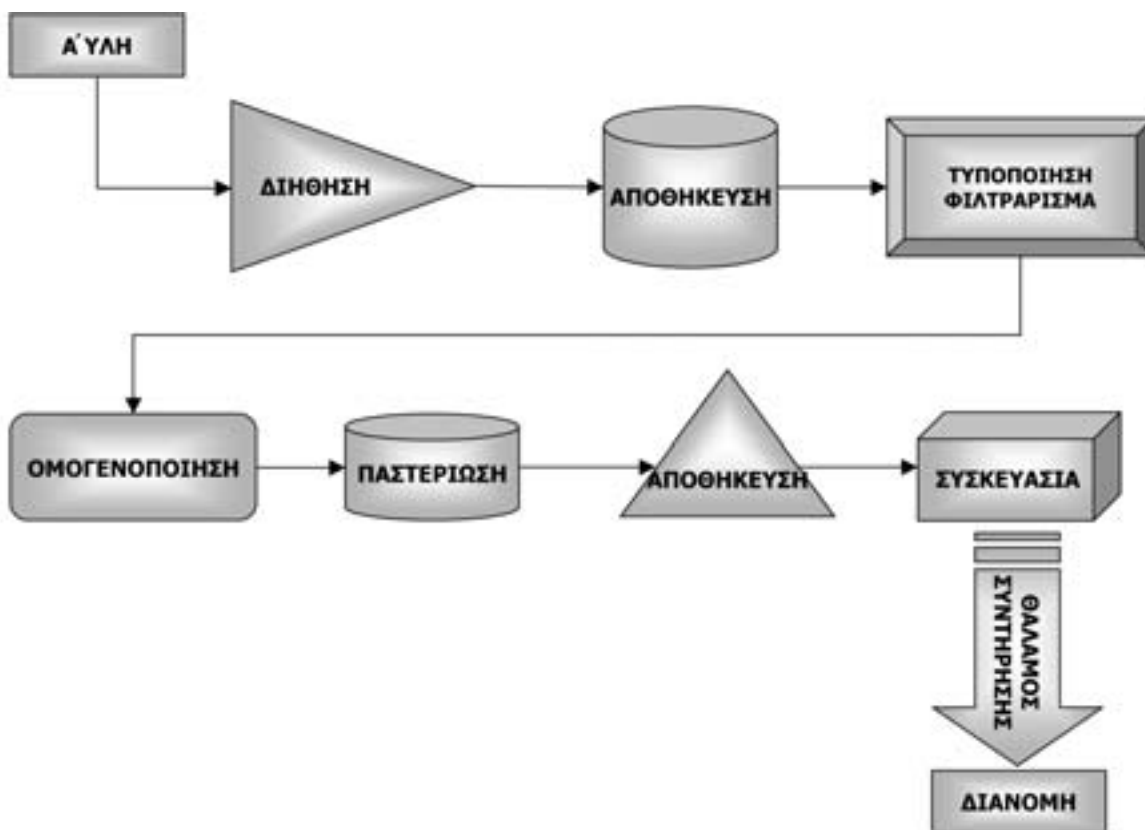 Α΄ ΥΛΗ
ΔΙΗΘΗΣΗ
ΑΠΟΘΗΚΕΥΣΗ
ΤΥΠΟΠΟΙΗΣΗ
ΦΙΛΤΡΑΡΙΣΜΑ
ΟΜΟΓΕΝΟΠΟΙΗΣΗ
ΠΑΣΤΕΡΙΩΣΗ
ΑΠΟΘΗΚΕΥΣΗ
ΣΥΣΚΕΥΑΣΙΑ
ΘΑΛΑΜΟΣ
ΣΥΝΤΗΡΗΣΗΣ
ΔΙΑΝΟΜΗ